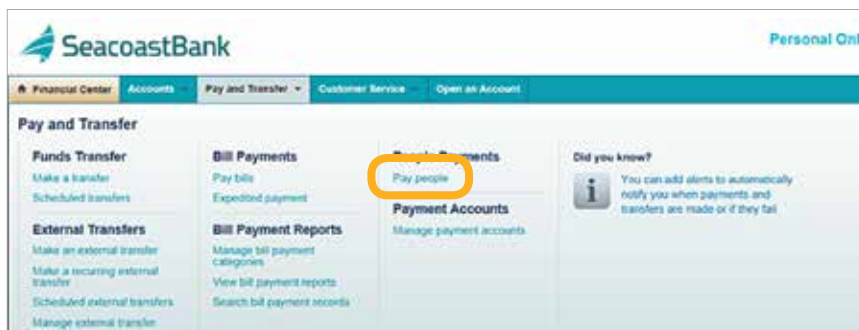 SeacoastBank
Personal Onl
Financial Center Accounts Pay and Transfer Customer Service Open an Account
Pay and Transfer
Funds Transfer
Make a transfer
Scheduled transfers
External Transfers
Make an external transfer
Make a recurring external
transfer
Scheduled external transfers
Manage external transfer
Bill Payments
Pay bills
Expedited payment
Bill Payment Reports
Manage bill payment
categories
View bill payment reports
Search bill payment records
People Payments
Pay people
Payment Accounts
Manage payment accounts
Did you know?
i
You can add alerts to automatically
notify you when payments and
transfers are made or if they fail